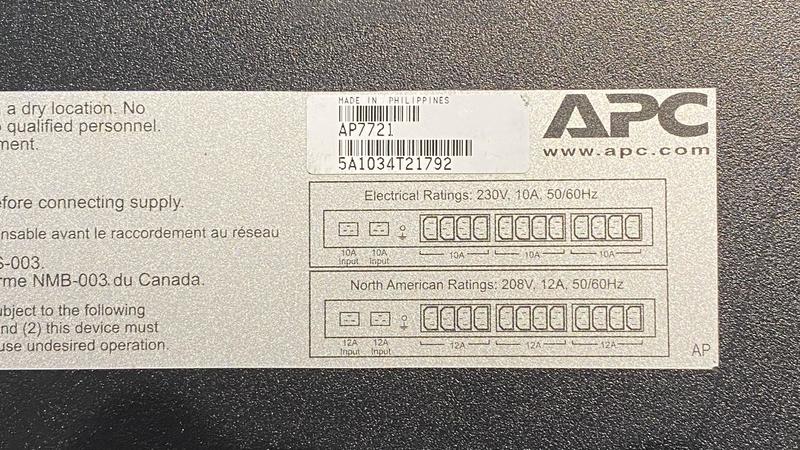 a dry location. No
qualified personnel.
ment.
efore connecting supply.
nsable avant le raccordement au réseau
S-003.
rme NMB-003 du Canada.
ubject to the following
nd (2) this device must
use undesired operation.
MADE IN PHILIPPINES
AP7721
5A1034T21792
APC
www.apc.com
Electrical Ratings: 230V, 10A, 50/60Hz
10A Input 10A Input 10A 10A 10A
North American Ratings: 208V, 12A, 50/60Hz
12A Input 12A Input 12A 12A 12A
AP